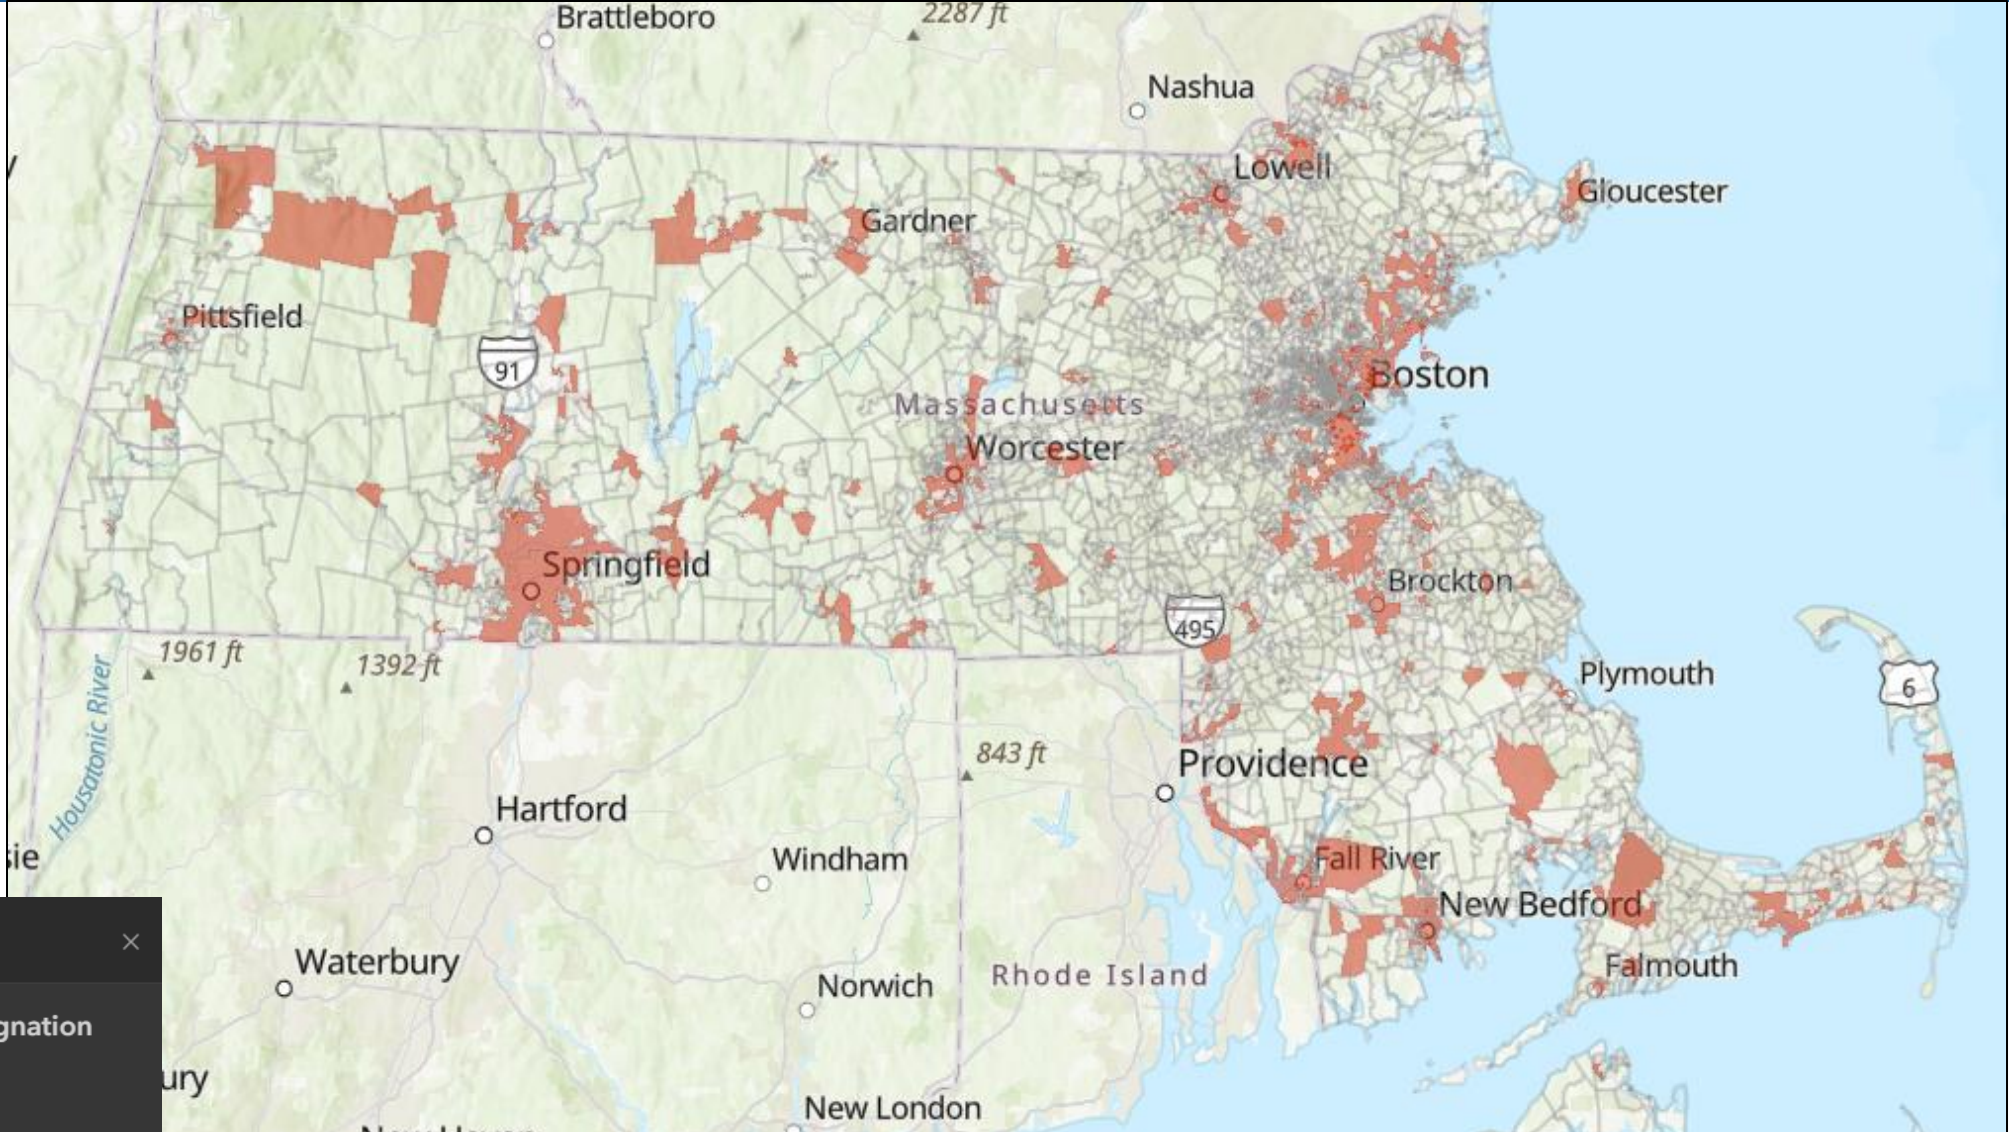 Brattleboro
2287 ft
Nashua
Lowell
Gloucester
Gardner
Pittsfield
91
Boston
Massachusetts
Worcester
Springfield
Brockton
495
1961 ft
1392 ft
Plymouth
6
Housatonic River
843 ft
Providence
Hartford
sie
Windham
Fall River
New Bedford
Waterbury
Norwich
Rhode Island
Falmouth
gnation
ury
New London